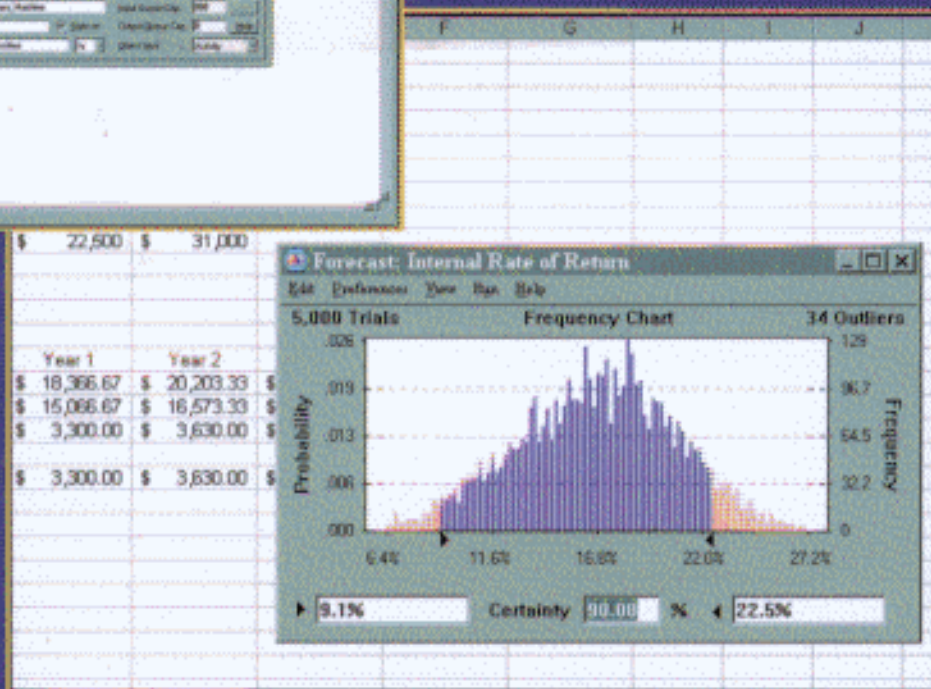 F G H I J
$ 22,500 $ 31,000
Forecast: Internal Rate of Return
Edit Preferences View Run Help
5,000 Trials Frequency Chart 34 Outliers
.026 129
.019 96.7
.013 64.5
.006 32.2
.000 0
Probability
Frequency
6.4% 11.6% 16.8% 22.0% 27.2%
9.1% Certainty 90.00 % 22.5%
Year 1 Year 2
$ 18,366.67 $ 20,203.33 $
$ 15,066.67 $ 16,573.33 $
$ 3,300.00 $ 3,630.00 $
$ 3,300.00 $ 3,630.00 $